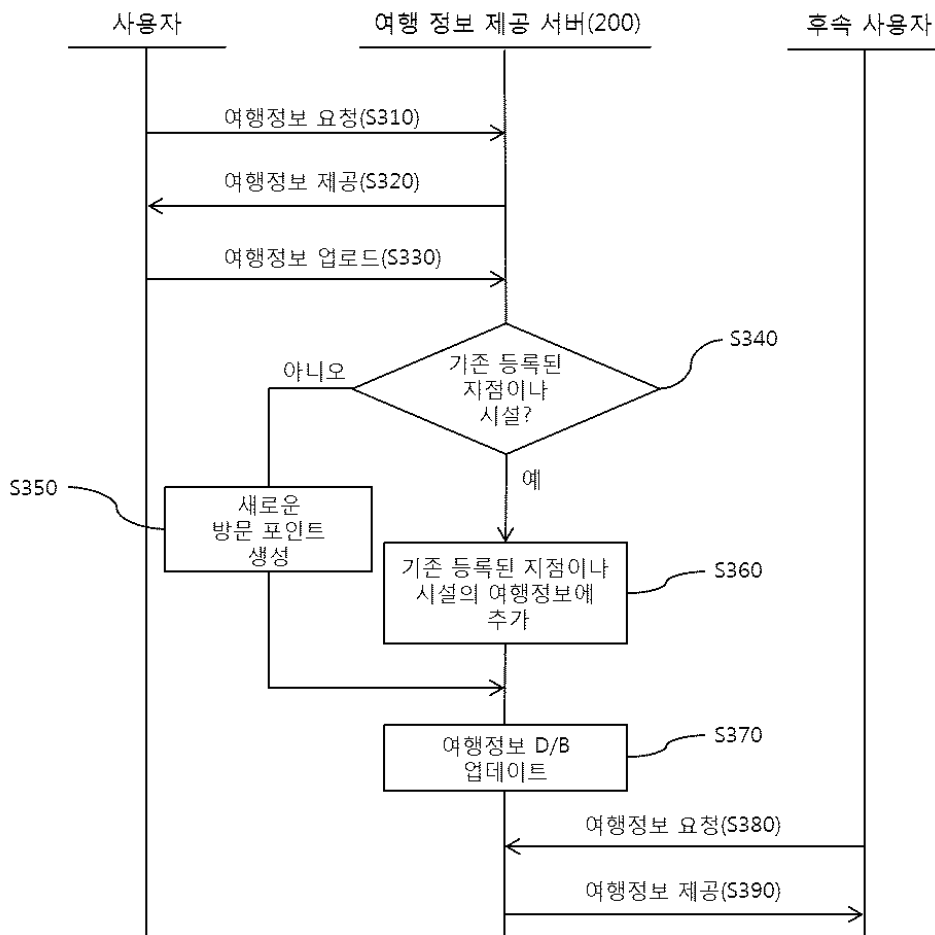 사용자
여행 정보 제공 서버(200)
후속 사용자
여행정보 요청(S310)
여행정보 제공(S320)
여행정보 업로드(S330)
S340
기존 등록된
지점이나
시설?
아니오
예
S350
새로운
방문 포인트
생성
기존 등록된 지점이나
시설의 여행정보에
추가
S360
여행정보 D/B
업데이트
S370
여행정보 요청(S380)
여행정보 제공(S390)